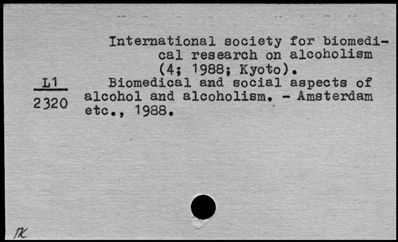 International society for biomedi-
cal research on alcoholism
(4; 1988; Kyoto).
L1
2320
Biomedical and social aspects of
alcohol and alcoholism. - Amsterdam
etc., 1988.
ПК